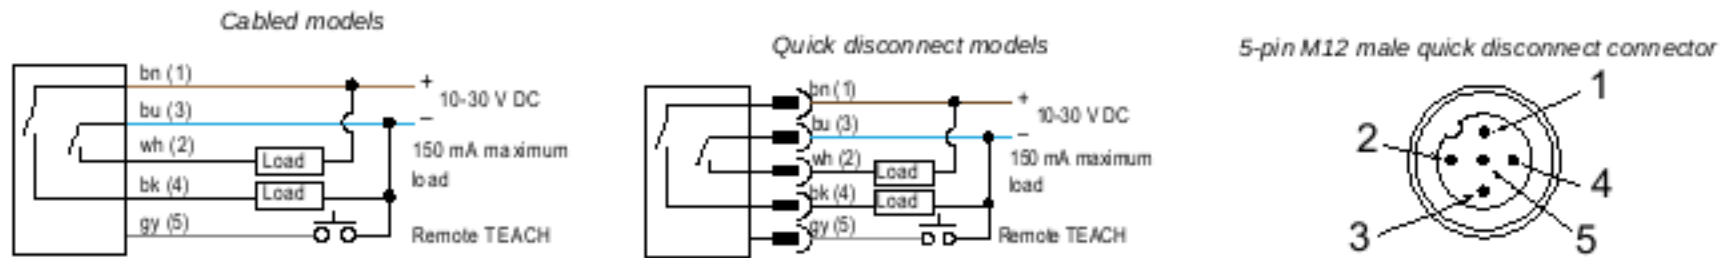 Cabled models
bn (1)
+
10-30 V DC
bu (3)
–
wh (2)
Load
150 mA maximum
load
bk (4)
Load
gy (5)
Remote TEACH
Quick disconnect models
bn (1)
+
10-30 V DC
bu (3)
–
wh (2)
Load
150 mA maximum
load
bk (4)
Load
gy (5)
Remote TEACH
5-pin M12 male quick disconnect connector
1
2
4
3
5